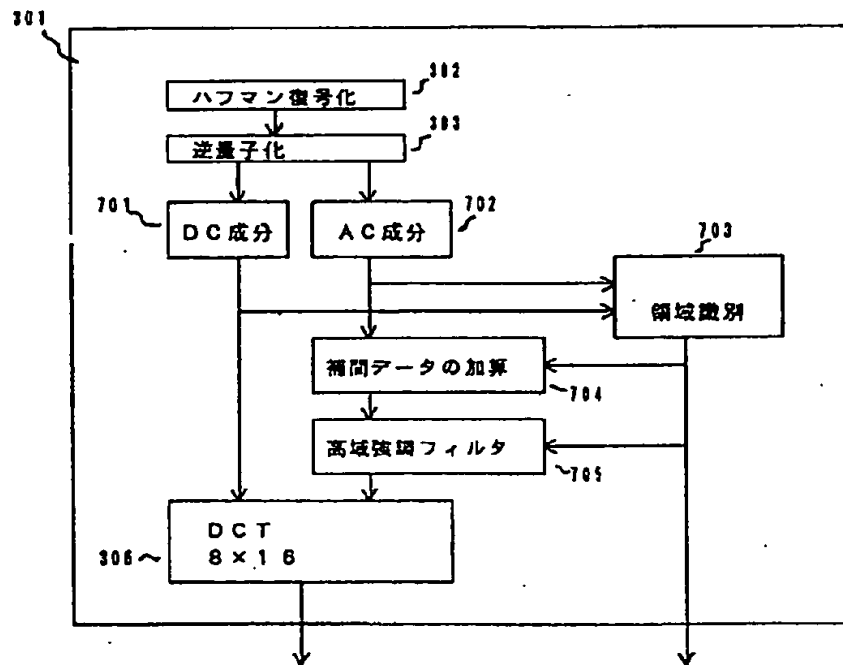 301
302
ハフマン復号化
303
逆量子化
701
DC成分
702
AC成分
703
領域識別
補間データの加算
704
高域強調フィルタ
705
306
DCT
8×16